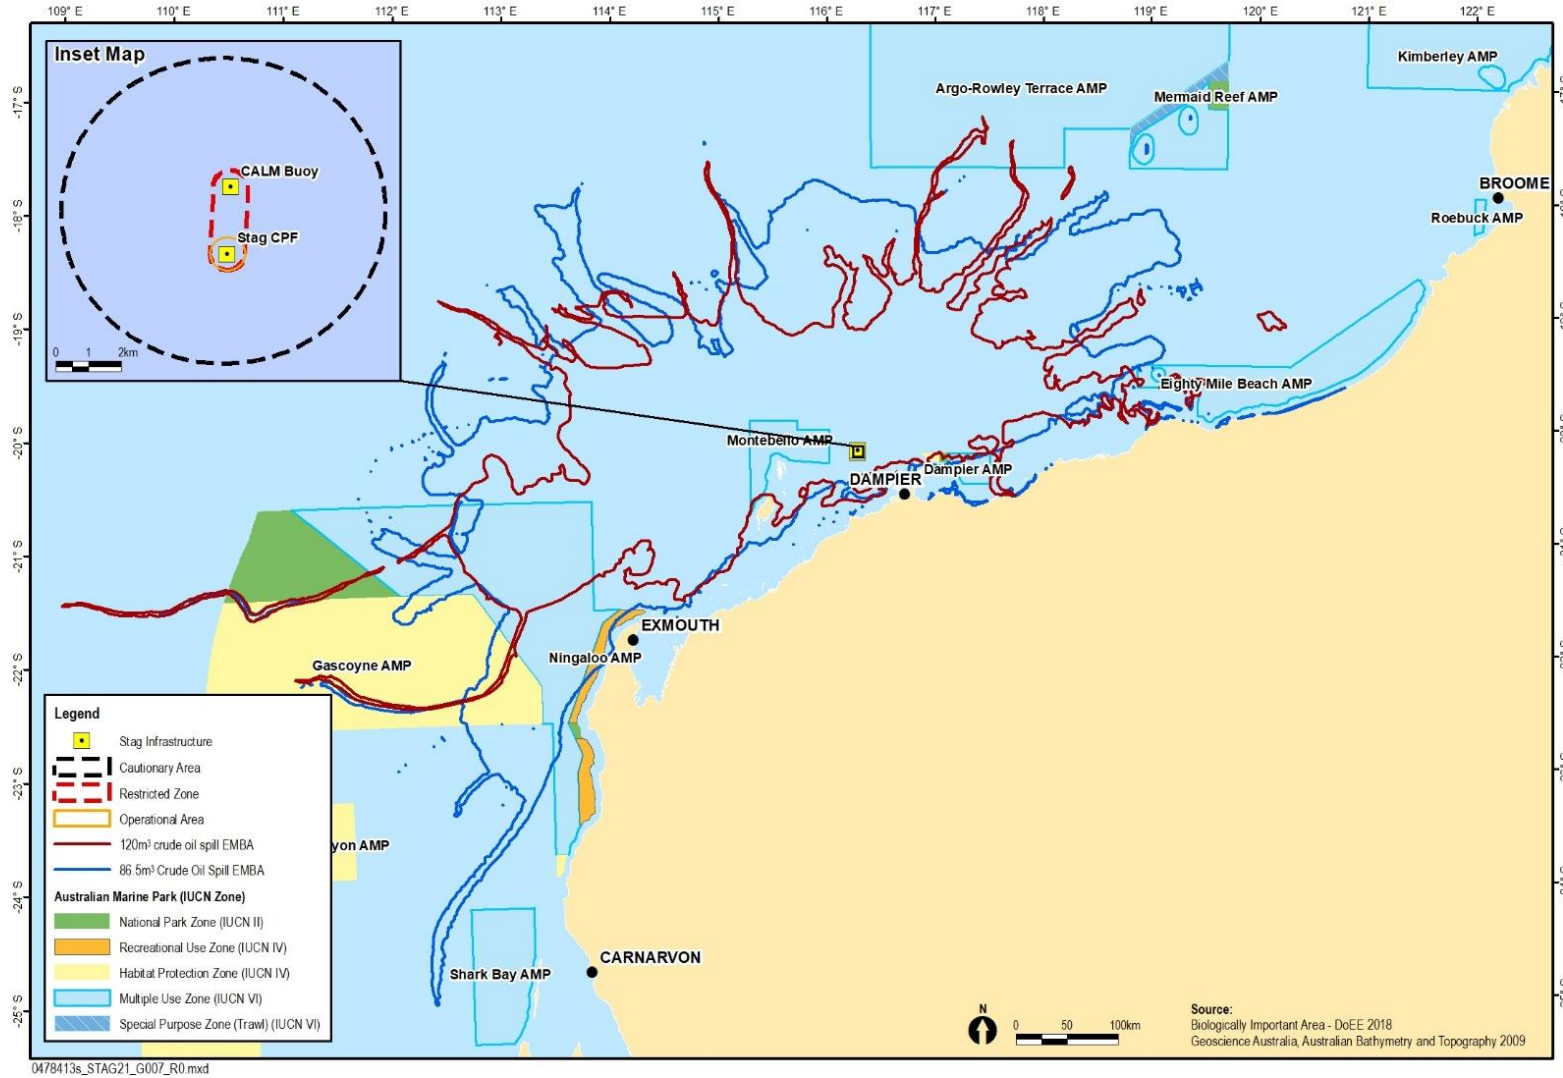 109° E 110° E 111° E 112° E 113° E 114° E 115° E 116° E 117° E 118° E 119° E 120° E 121° E 122° E
Inset Map
CALM Buoy
Stag CPF
0 1 2km
Kimberley AMP
Argo-Rowley Terrace AMP
Mermaid Reef AMP
-17° S
BROOME
Roebuck AMP
-18° S
-19° S
Eighty Mile Beach AMP
-20° S
Montebello AMP
Dampier AMP
DAMPIER
-21° S
EXMOUTH
Ningaloo AMP
Gascoyne AMP
-22° S
-23° S
yon AMP
-24° S
CARNARVON
Shark Bay AMP
-25° S
Legend
Stag Infrastructure
Cautionary Area
Restricted Zone
Operational Area
120m³ crude oil spill EMBA
86.5m³ Crude Oil Spill EMBA
Australian Marine Park (IUCN Zone)
National Park Zone (IUCN II)
Recreational Use Zone (IUCN IV)
Habitat Protection Zone (IUCN IV)
Multiple Use Zone (IUCN VI)
Special Purpose Zone (Trawl) (IUCN VI)
N
0 50 100km
Source:
Biologically Important Area - DoEE 2018
Geoscience Australia, Australian Bathymetry and Topography 2009
0478413s_STAG21_G007_R0.mxd